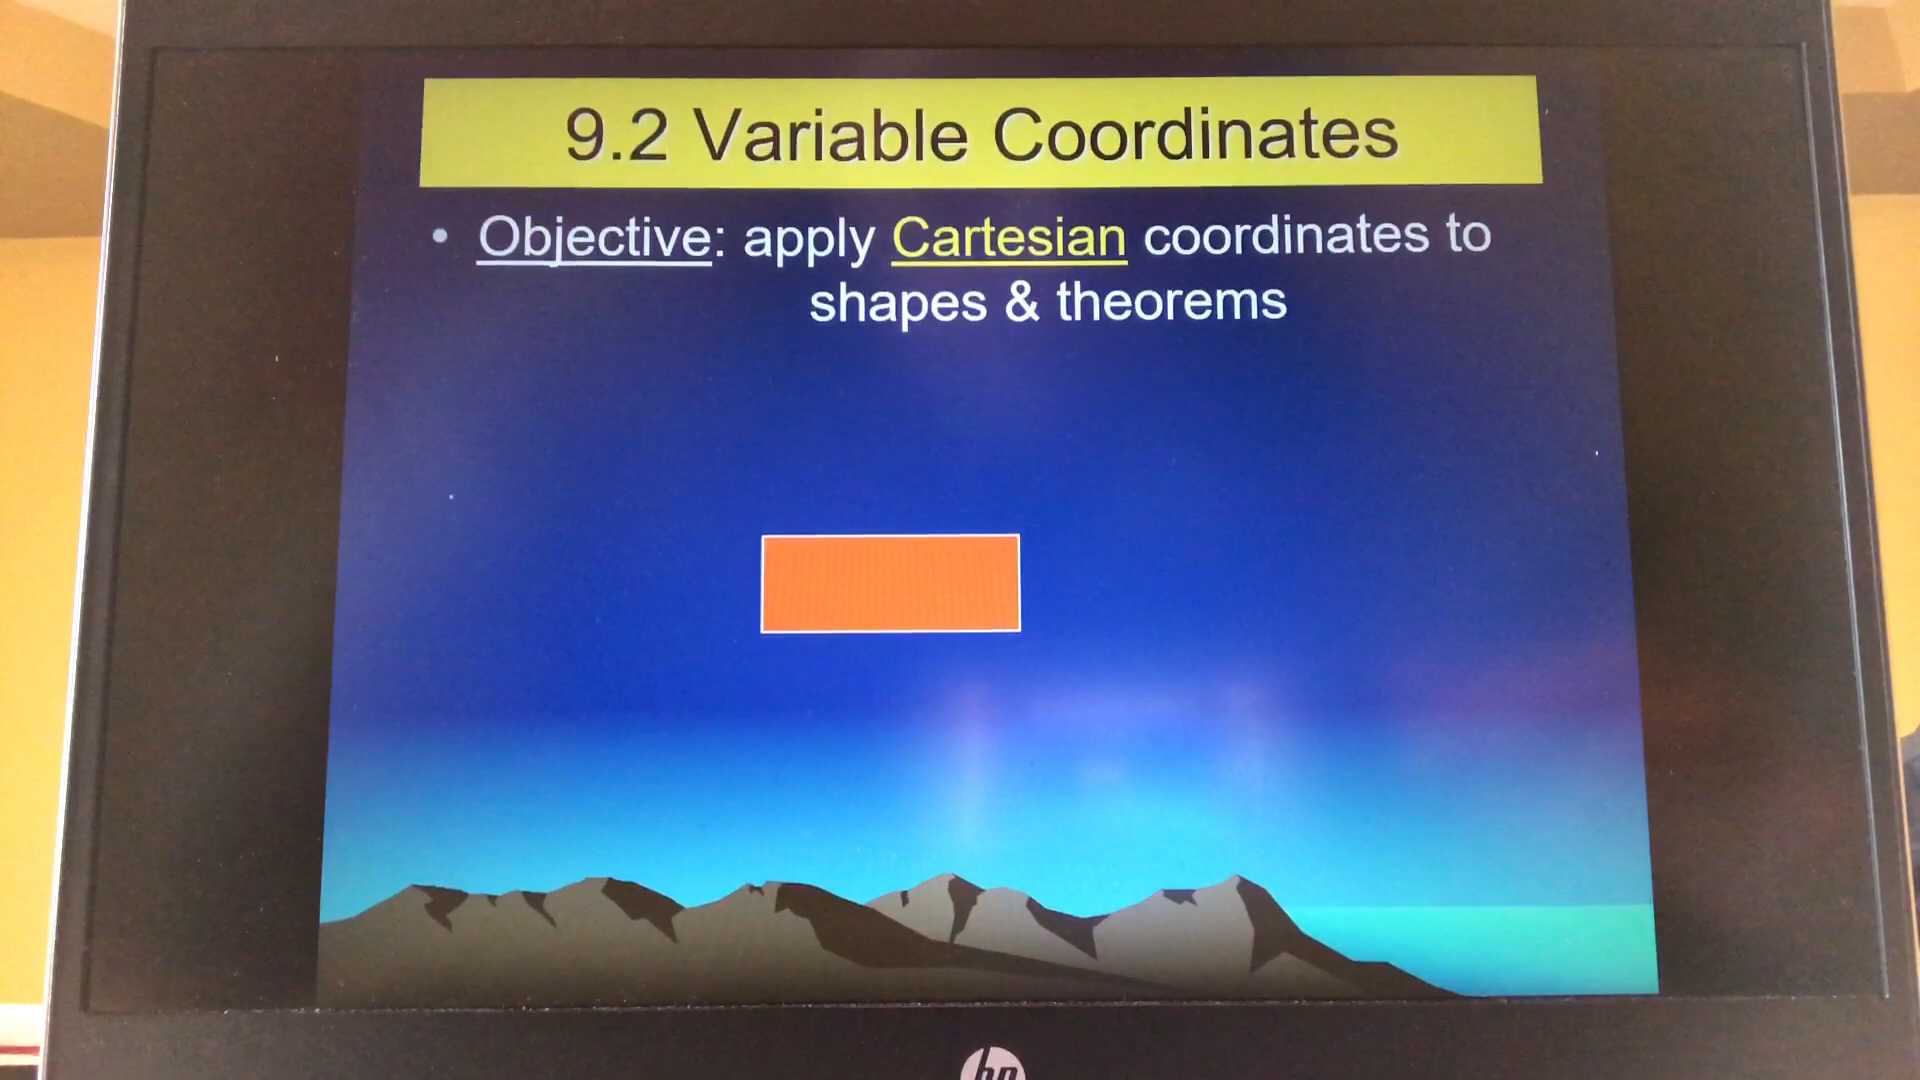 9.2 Variable Coordinates
• Objective: apply Cartesian coordinates to
shapes & theorems
hp